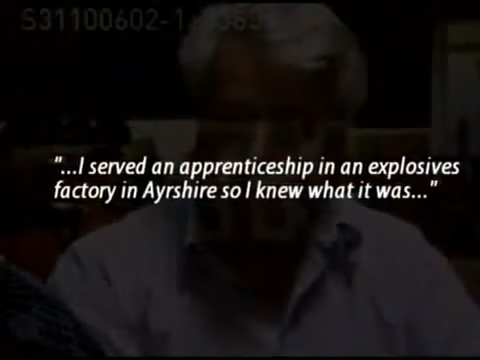 S31100602-1
"...I served an apprenticeship in an explosives
factory in Ayrshire so I knew what it was..."